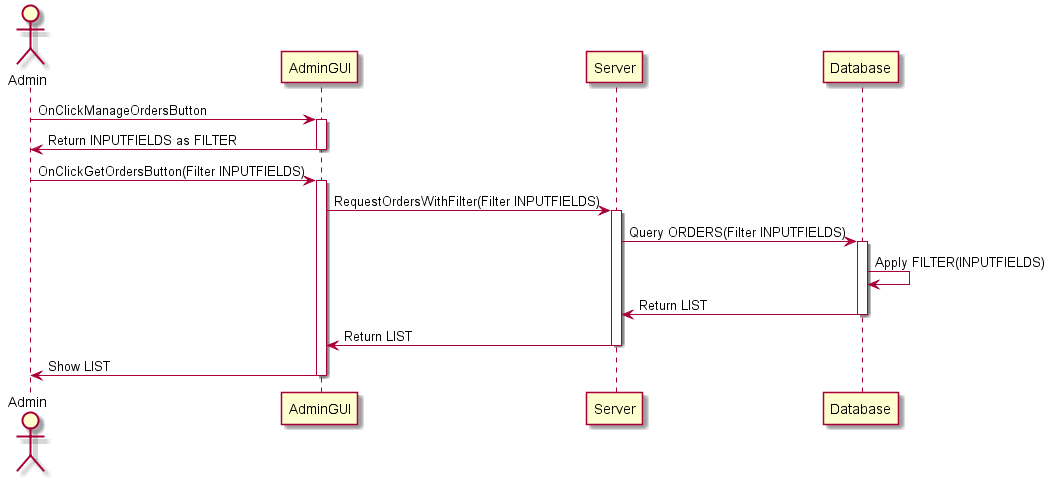 Admin
AdminGUI
Server
Database
OnClickManageOrdersButton
Return INPUTFIELDS as FILTER
OnClickGetOrdersButton(Filter INPUTFIELDS)
RequestOrdersWithFilter(Filter INPUTFIELDS)
Query ORDERS(Filter INPUTFIELDS)
Apply FILTER(INPUTFIELDS)
Return LIST
Return LIST
Show LIST
Admin
AdminGUI
Server
Database